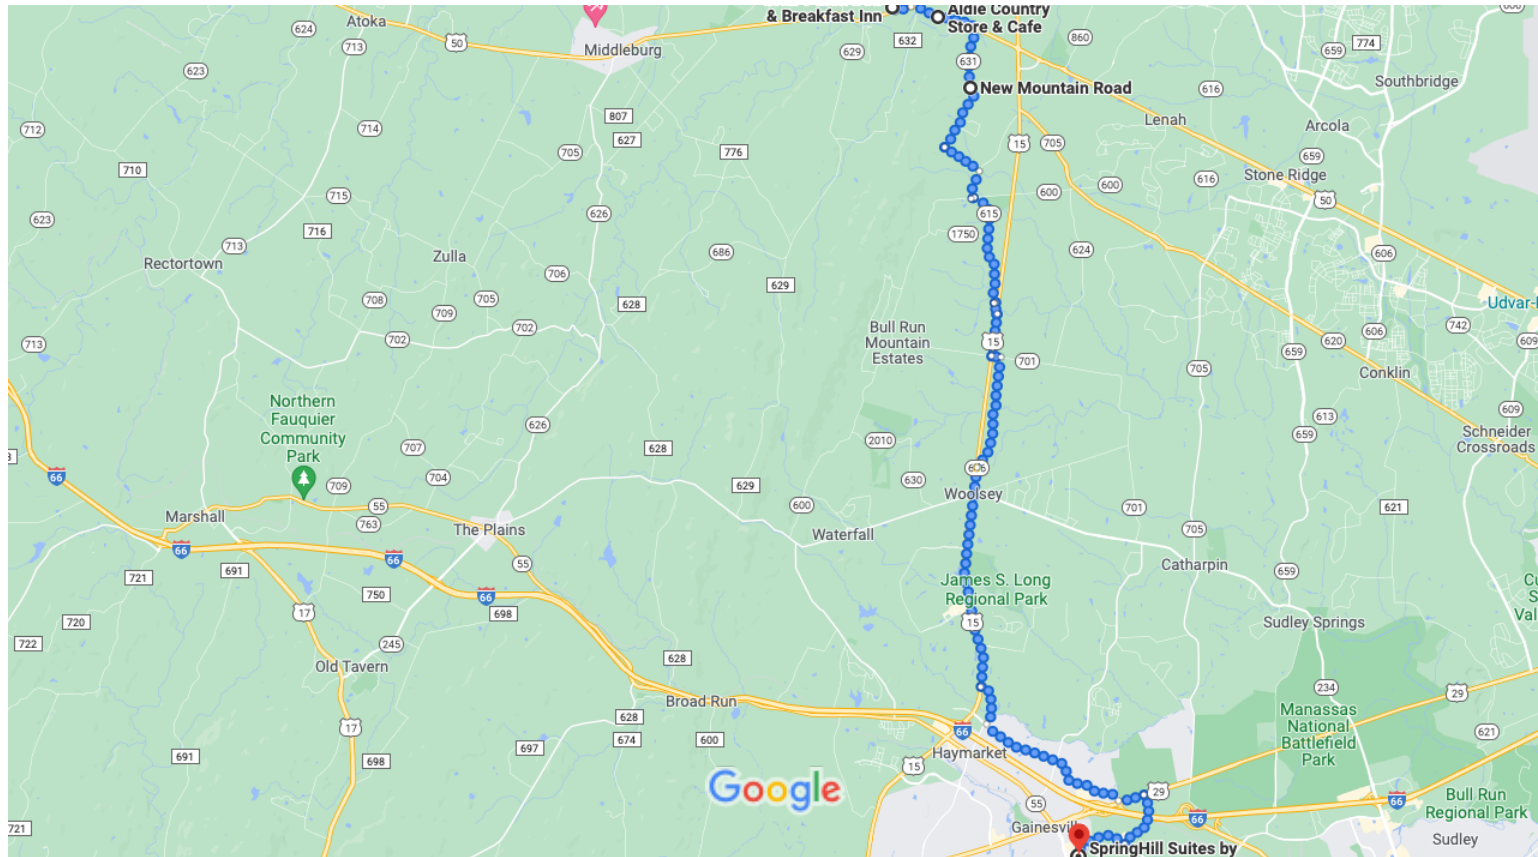 Atoka
624
713
50
Middleburg
& Breakfast Inn
Aldie Country
Store & Cafe
632
629
631
860
659
774
Southbridge
623
New Mountain Road
616
Lenah
Arcola
712
714
807
627
705
776
15
705
659
710
Stone Ridge
715
600
600
616
50
623
626
615
716
1750
624
713
Rectortown
Zulla
686
606
706
629
708
705
628
709
702
702
Bull Run
Mountain
Estates
15
701
Udvar-
742
606
620
609
713
659
705
Conklin
Northern
Fauquier
Community
Park
626
613
609
659
Schneider
Crossroads
707
628
2010
66
704
709
629
630
Woolsey
55
600
701
621
Marshall
763
The Plains
Waterfall
705
66
66
55
Catharpin
721
691
659
750
66
698
James S. Long
Regional Park
17
720
15
Sudley Springs
722
245
Old Tavern
628
234
29
Broad Run
Manassas
National
Battlefield
Park
17
628
674
600
66
621
691
697
698
Haymarket
15
Google
29
55
66
66
Bull Run
Regional Park
721
Gainesvill
Sudley
SpringHill Suites by